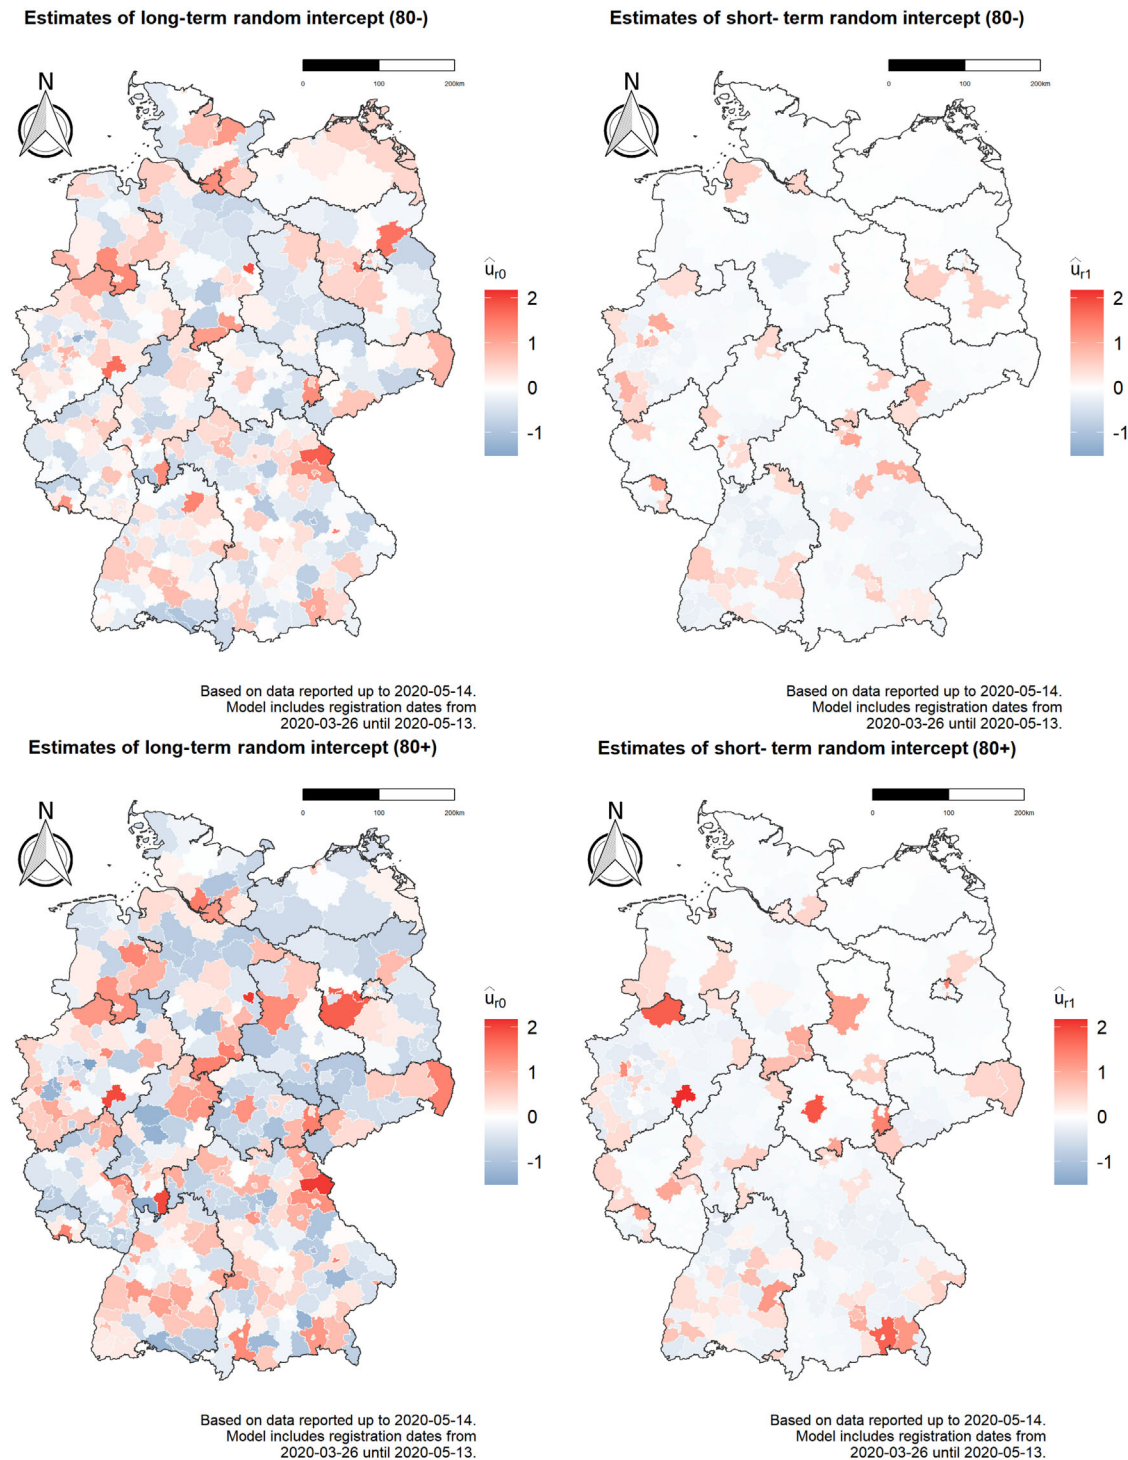 Estimates of long-term random intercept (80-)
0 100 200km
N
û r0
2
1
0
-1
Based on data reported up to 2020-05-14.
Model includes registration dates from
2020-03-26 until 2020-05-13.
Estimates of short- term random intercept (80-)
0 100 200km
N
û r1
2
1
0
-1
Based on data reported up to 2020-05-14.
Model includes registration dates from
2020-03-26 until 2020-05-13.
Estimates of long-term random intercept (80+)
0 100 200km
N
û r0
2
1
0
-1
Based on data reported up to 2020-05-14.
Model includes registration dates from
2020-03-26 until 2020-05-13.
Estimates of short- term random intercept (80+)
0 100 200km
N
û r1
2
1
0
-1
Based on data reported up to 2020-05-14.
Model includes registration dates from
2020-03-26 until 2020-05-13.